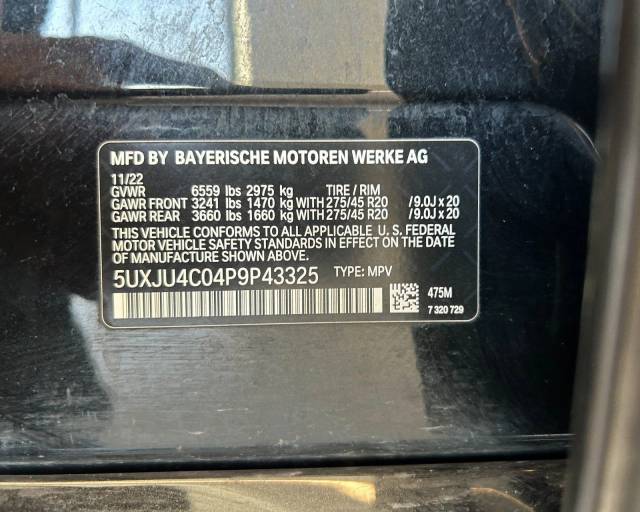 MFD BY BAYERISCHE MOTOREN WERKE AG
11/22
GVWR 6559 lbs 2975 kg TIRE / RIM
GAWR FRONT 3241 lbs 1470 kg WITH 275/45 R20 /9.0J x 20
GAWR REAR 3660 lbs 1660 kg WITH 275/45 R20 /9.0J x 20
THIS VEHICLE CONFORMS TO ALL APPLICABLE U. S. FEDERAL
MOTOR VEHICLE SAFETY STANDARDS IN EFFECT ON THE DATE
OF MANUFACTURE SHOWN ABOVE.
5UXJU4C04P9P43325 TYPE: MPV
475M
7 320 729